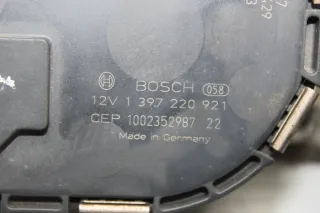 BOSCH 058
12V 1 397 220 921
CEP 1002352987 22
Made in Germany